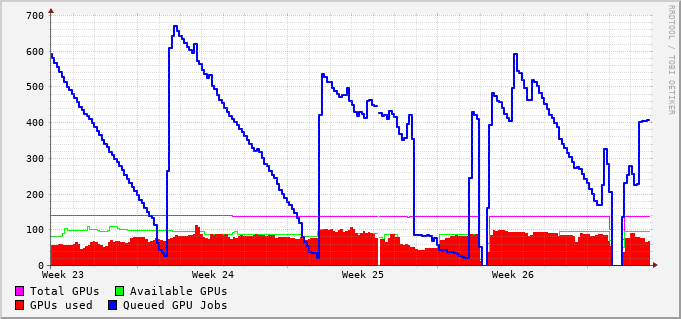 700
600
500
400
300
200
100
0
Week 23 Week 24 Week 25 Week 26
Total GPUs Available GPUs
GPUs used Queued GPU Jobs
RRDTOOL / TOBI OETIKER